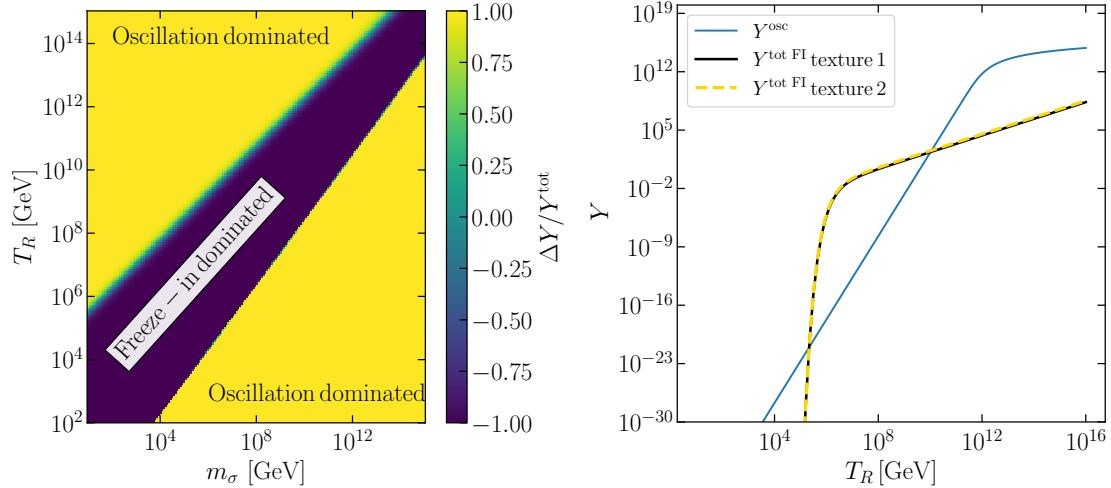 Oscillation dominated
Freeze – in dominated
Oscillation dominated
10^14
10^12
10^10
10^8
10^6
10^4
10^2
T_R [GeV]
10^4
10^8
10^12
m_σ [GeV]
1.00
0.75
0.50
0.25
0.00
−0.25
−0.50
−0.75
−1.00
ΔY/Y^tot
Y^osc
Y^tot FI texture 1
Y^tot FI texture 2
10^19
10^12
10^5
10^−2
10^−9
10^−16
10^−23
10^−30
Y
10^4
10^8
10^12
10^16
T_R [GeV]